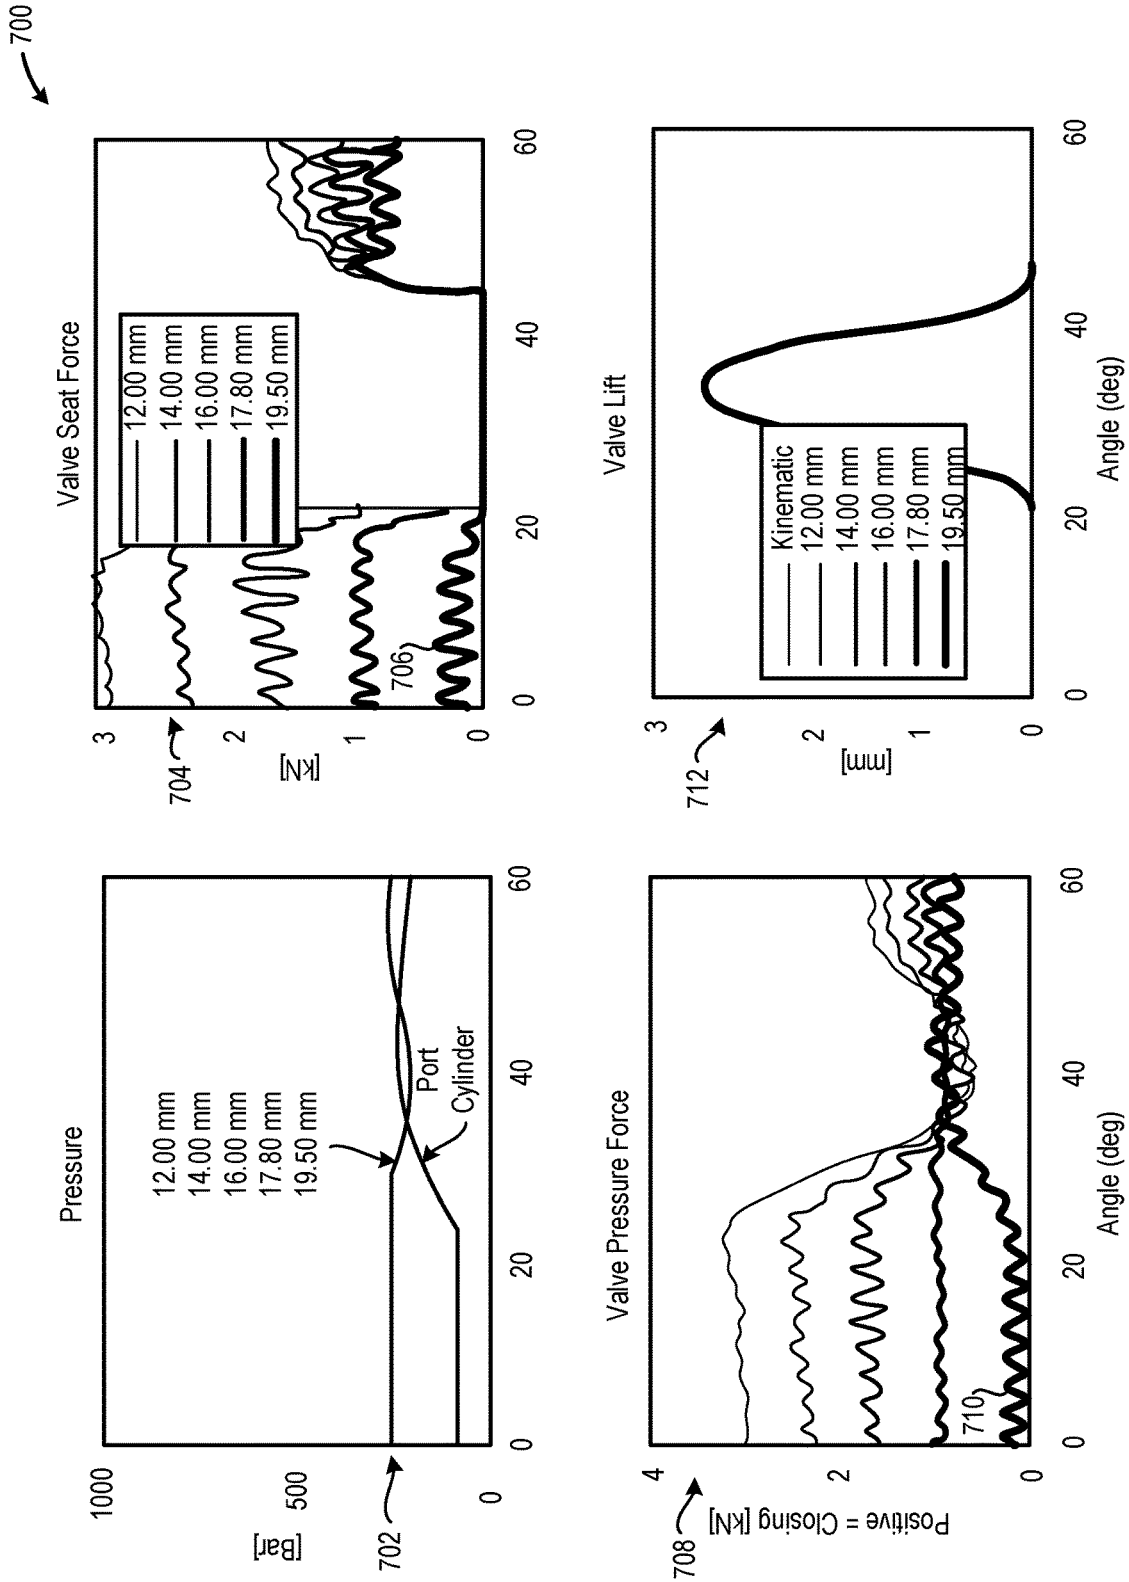 700
Pressure
1000
500
0
[Bar]
702
12.00 mm
14.00 mm
16.00 mm
17.80 mm
19.50 mm
Port
Cylinder
0
20
40
60
Valve Seat Force
3
2
1
0
[kN]
704
706
12.00 mm
14.00 mm
16.00 mm
17.80 mm
19.50 mm
0
20
40
60
Valve Pressure Force
4
2
0
Positive = Closing [kN]
708
710
0
20
40
60
Angle (deg)
Valve Lift
3
2
1
0
[mm]
712
Kinematic
12.00 mm
14.00 mm
16.00 mm
17.80 mm
19.50 mm
0
20
40
60
Angle (deg)